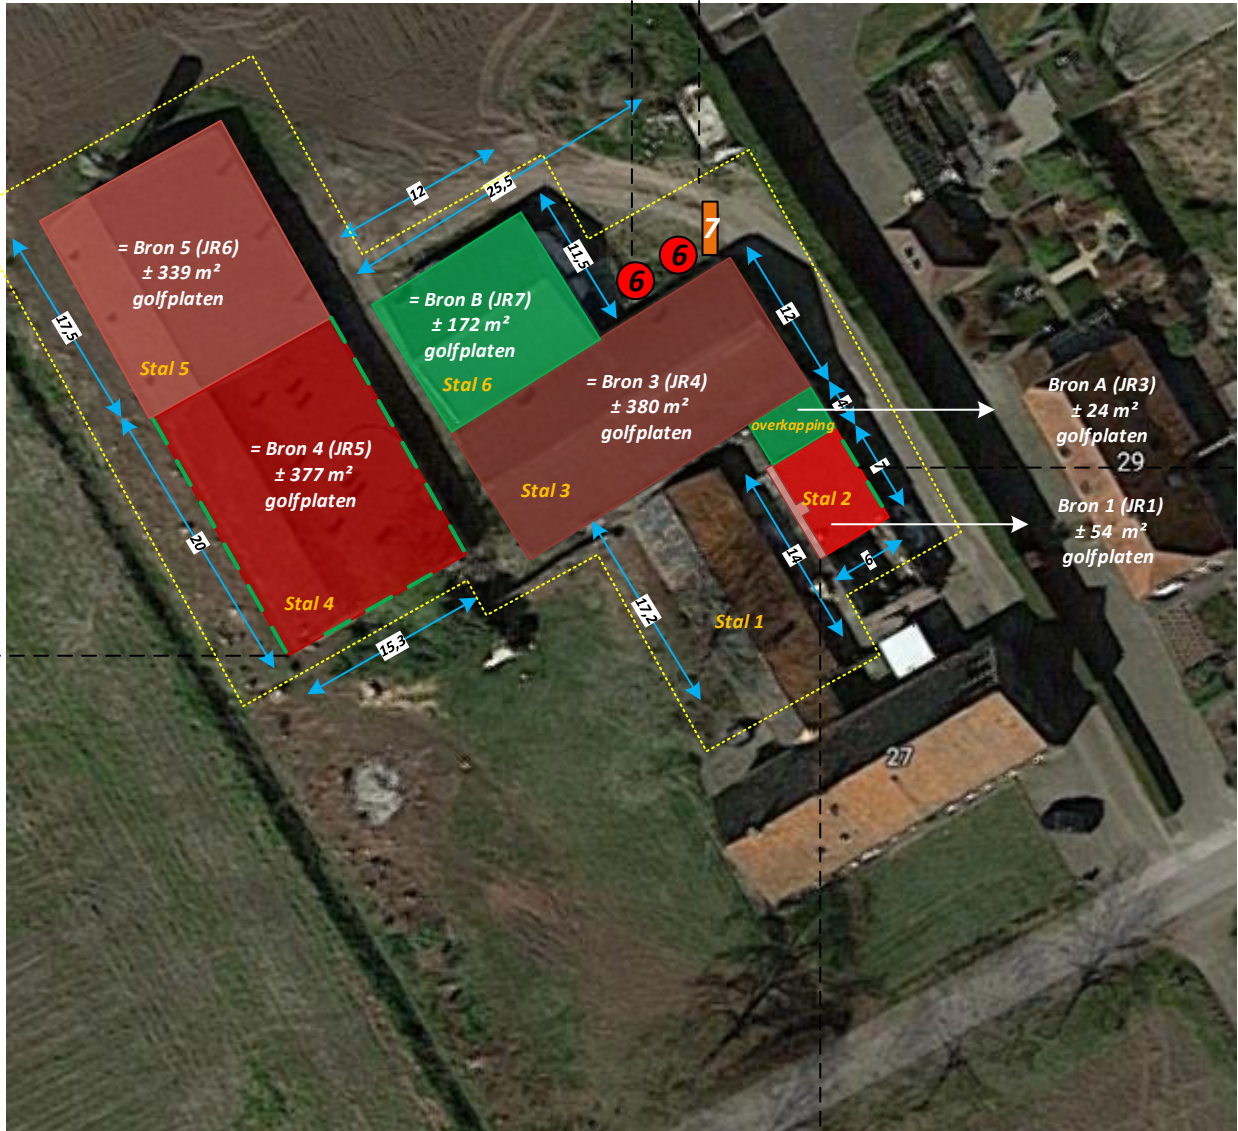 12
25,5
7
6
6
= Bron 5 (JR6)
± 339 m²
golfplaten
11,5
= Bron B (JR7)
± 172 m²
golfplaten
12
17,5
Stal 5
Stal 6
= Bron 3 (JR4)
± 380 m²
golfplaten
Bron A (JR3)
± 24 m²
golfplaten
4
overkapping
= Bron 4 (JR5)
± 377 m²
golfplaten
29
7
Stal 3
Stal 2
Bron 1 (JR1)
± 54 m²
golfplaten
20
14
6
Stal 4
17,2
Stal 1
15,3
27